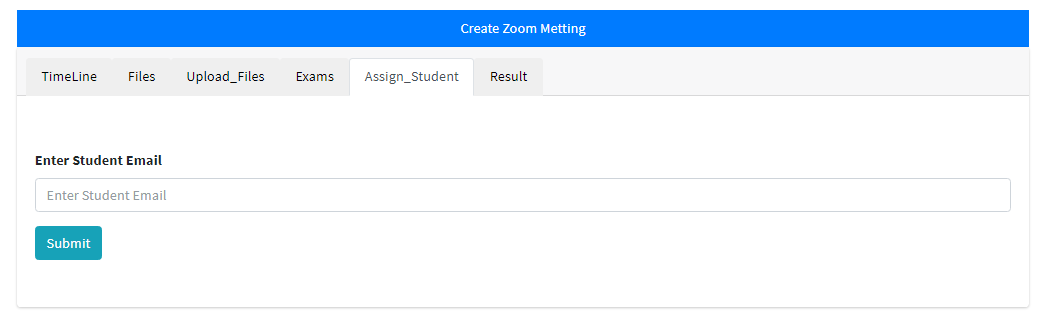 Create Zoom Metting
TimeLine Files Upload_Files Exams Assign_Student Result
Enter Student Email
Enter Student Email
Submit